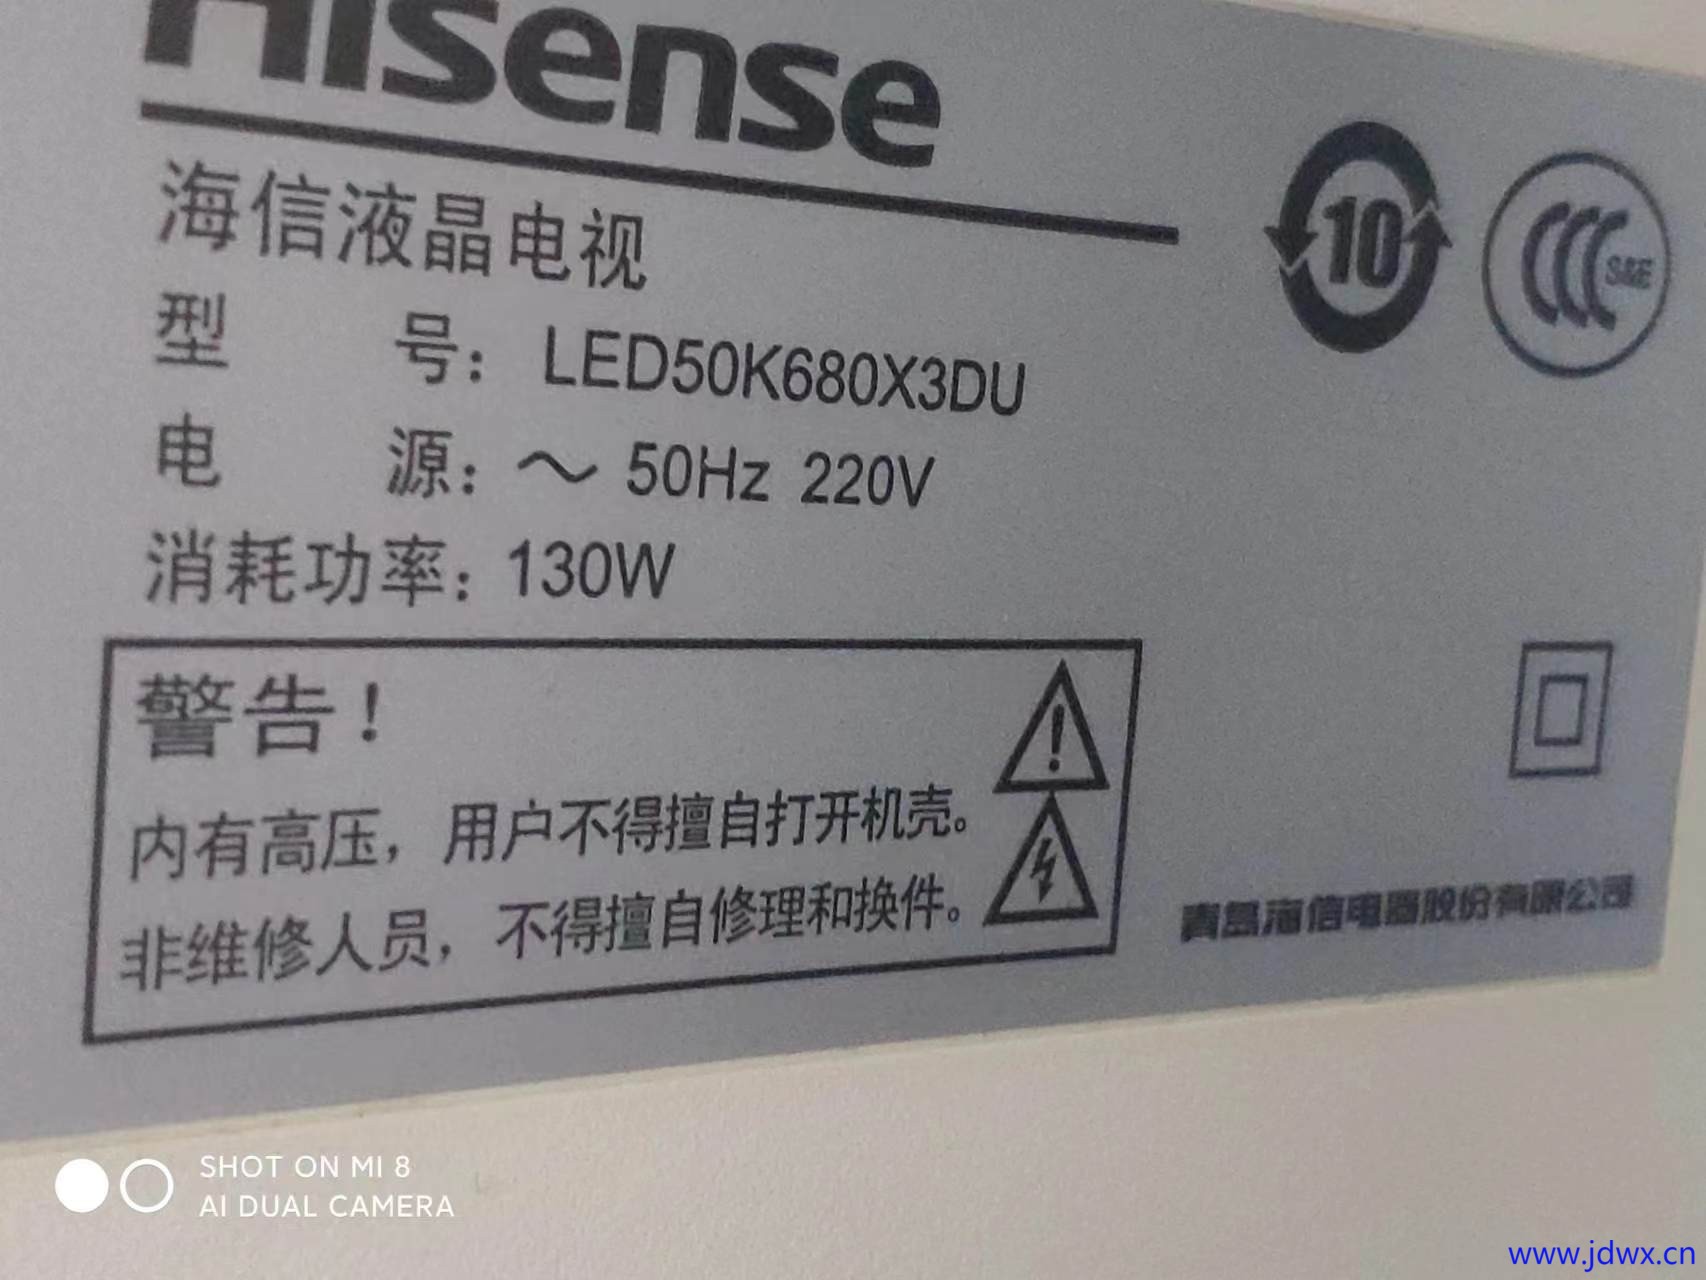 Hisense
海信液晶电视
10
CCC S&E
型 号： LED50K680X3DU
电 源： ～ 50Hz 220V
消耗功率：130W
警告！
内有高压，用户不得擅自打开机壳。
非维修人员，不得擅自修理和换件。
青岛海信电器股份有限公司
SHOT ON MI 8
AI DUAL CAMERA
www.jdwx.cn